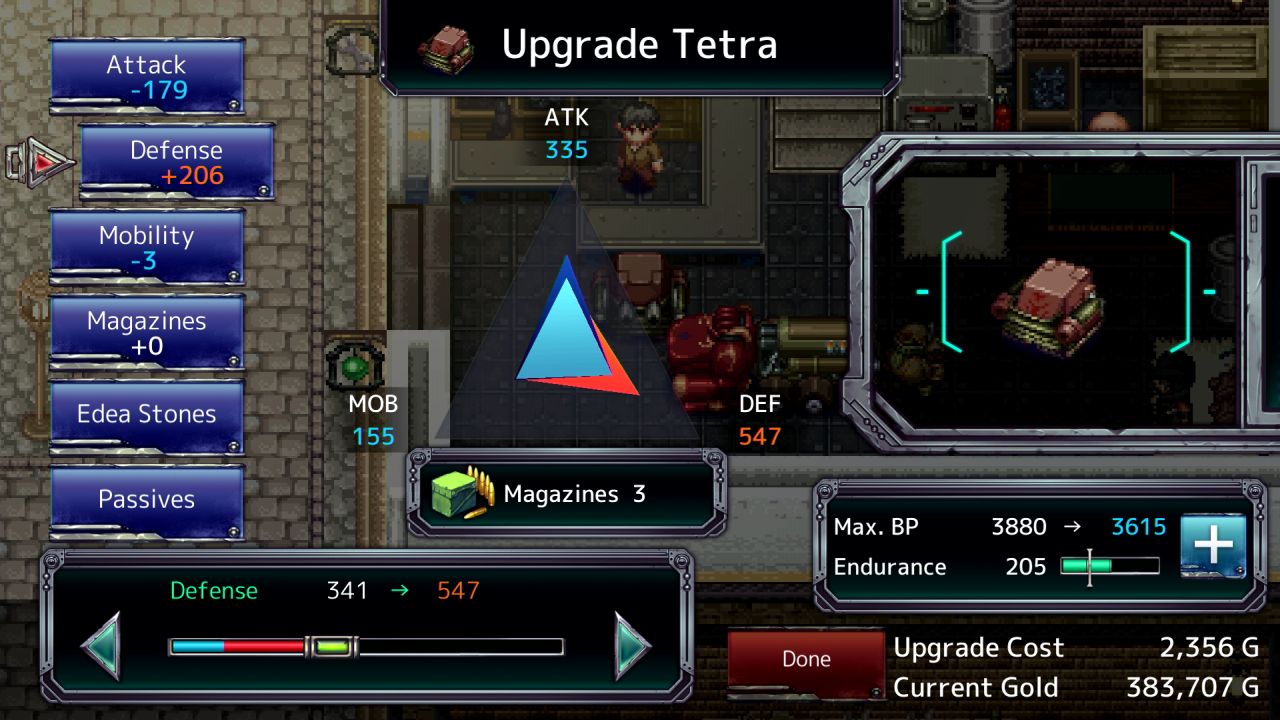 Upgrade Tetra
Attack
-179
Defense
+206
Mobility
-3
Magazines
+0
Edea Stones
Passives
ATK
335
MOB
155
DEF
547
Magazines 3
Defense 341 → 547
Max. BP 3880 → 3615
Endurance 205
Done
Upgrade Cost 2,356 G
Current Gold 383,707 G